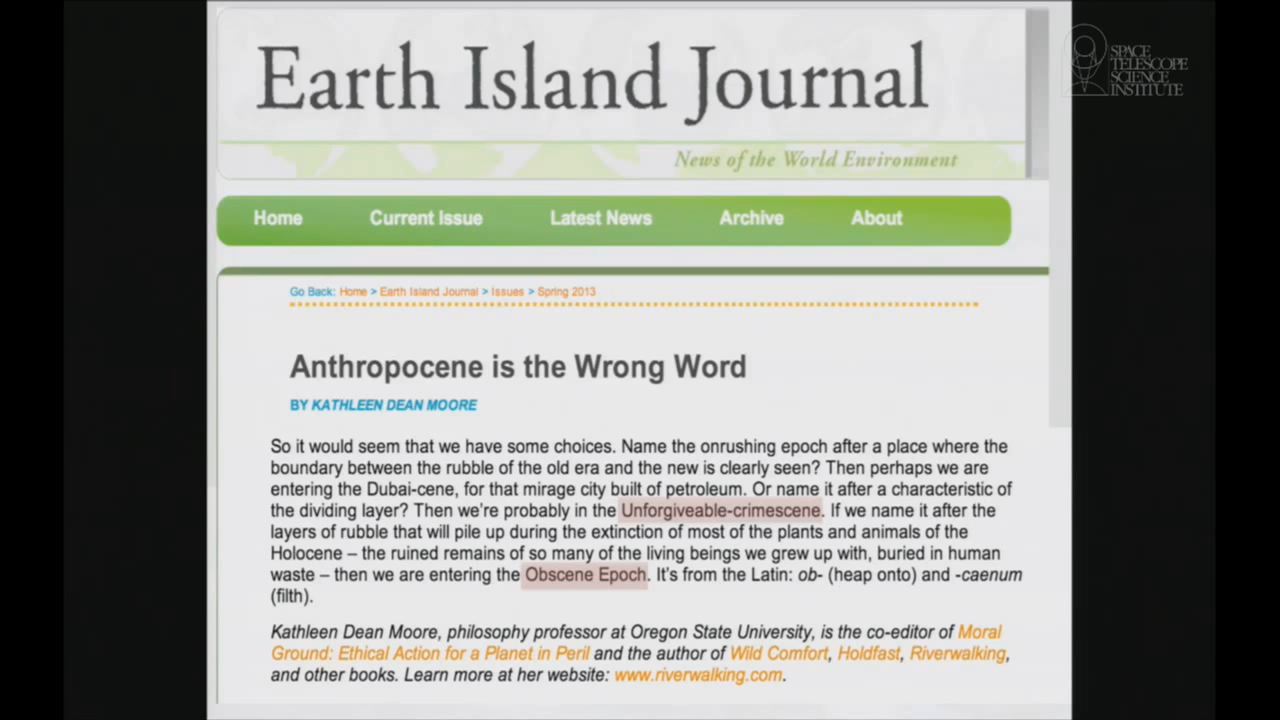 Earth Island Journal
SPACE
TELESCOPE
SCIENCE
INSTITUTE
News of the World Environment
Home Current Issue Latest News Archive About
Go Back: Home > Earth Island Journal > Issues > Spring 2013
Anthropocene is the Wrong Word
BY KATHLEEN DEAN MOORE
So it would seem that we have some choices. Name the onrushing epoch after a place where the
boundary between the rubble of the old era and the new is clearly seen? Then perhaps we are
entering the Dubai-cene, for that mirage city built of petroleum. Or name it after a characteristic of
the dividing layer? Then we're probably in the Unforgiveable-crimescene. If we name it after the
layers of rubble that will pile up during the extinction of most of the plants and animals of the
Holocene – the ruined remains of so many of the living beings we grew up with, buried in human
waste – then we are entering the Obscene Epoch. It's from the Latin: ob- (heap onto) and -caenum
(filth).
Kathleen Dean Moore, philosophy professor at Oregon State University, is the co-editor of Moral
Ground: Ethical Action for a Planet in Peril and the author of Wild Comfort, Holdfast, Riverwalking,
and other books. Learn more at her website: www.riverwalking.com.